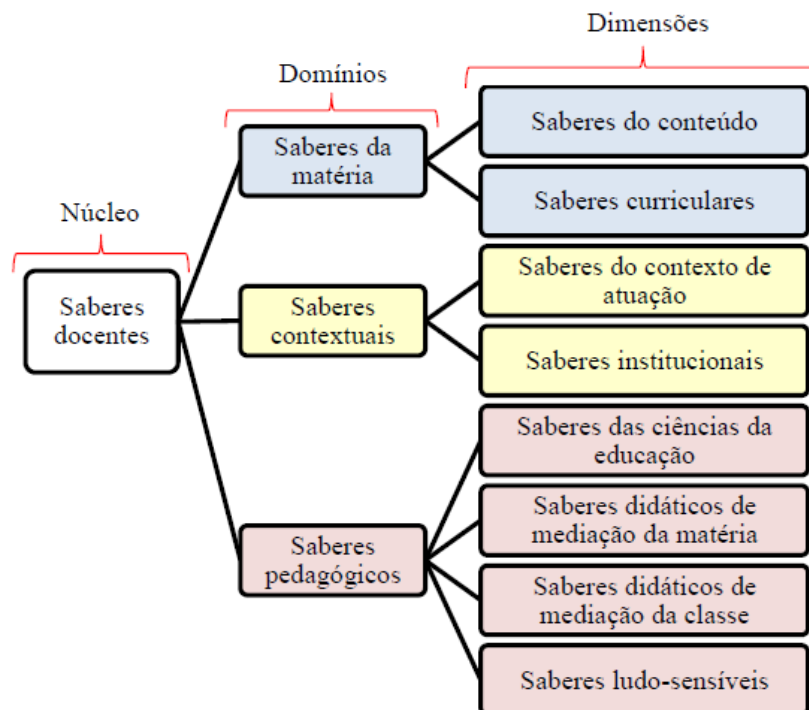 Dimensões
Domínios
Núcleo
Saberes
docentes
Saberes da
matéria
Saberes do conteúdo
Saberes curriculares
Saberes
contextuais
Saberes do contexto de
atuação
Saberes institucionais
Saberes
pedagógicos
Saberes das ciências da
educação
Saberes didáticos de
mediação da matéria
Saberes didáticos de
mediação da classe
Saberes ludo-sensíveis